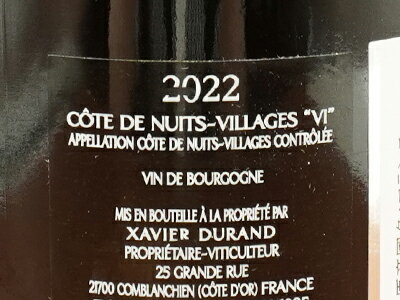 2022
CÔTE DE NUITS-VILLAGES "VI"
APPELLATION CÔTE DE NUITS-VILLAGES CONTRÔLÉE
VIN DE BOURGOGNE
MIS EN BOUTEILLE À LA PROPRIÉTÉ PAR
XAVIER DURAND
PROPRIÉTAIRE-VITICULTEUR
25 GRANDE RUE
21700 COMBLANCHIEN (CÔTE D'OR) FRANCE